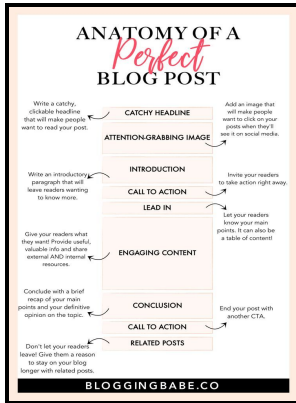 ANATOMY OF A
Perfect
BLOG POST
Write a catchy,
clickable headline
that will make people
want to read your post.
CATCHY HEADLINE
Add an image that
will make people
want to click on your
posts when they'll
see it on social media.
ATTENTION-GRABBING IMAGE
Write an introductory
paragraph that will
leave readers wanting
to know more.
INTRODUCTION
Invite your readers
to take action right away.
CALL TO ACTION
LEAD IN
Let your readers
know your main
points. It can also be
a table of content!
Give your readers what
they want! Provide useful,
valuable info and share
external AND internal
resources.
ENGAGING CONTENT
Conclude with a brief
recap of your main
points and your definitive
opinion on the topic.
CONCLUSION
End your post with
another CTA.
CALL TO ACTION
Don't let your readers
leave! Give them a reason
to stay on your blog
longer with related posts.
RELATED POSTS
BLOGGINGBABE.CO